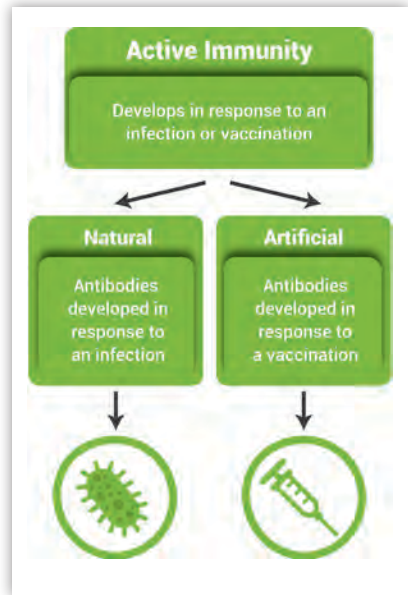 Active Immunity
Develops in response to an
infection or vaccination
Natural
Antibodies
developed in
response to
an infection
Artificial
Antibodies
developed in
response to
a vaccination